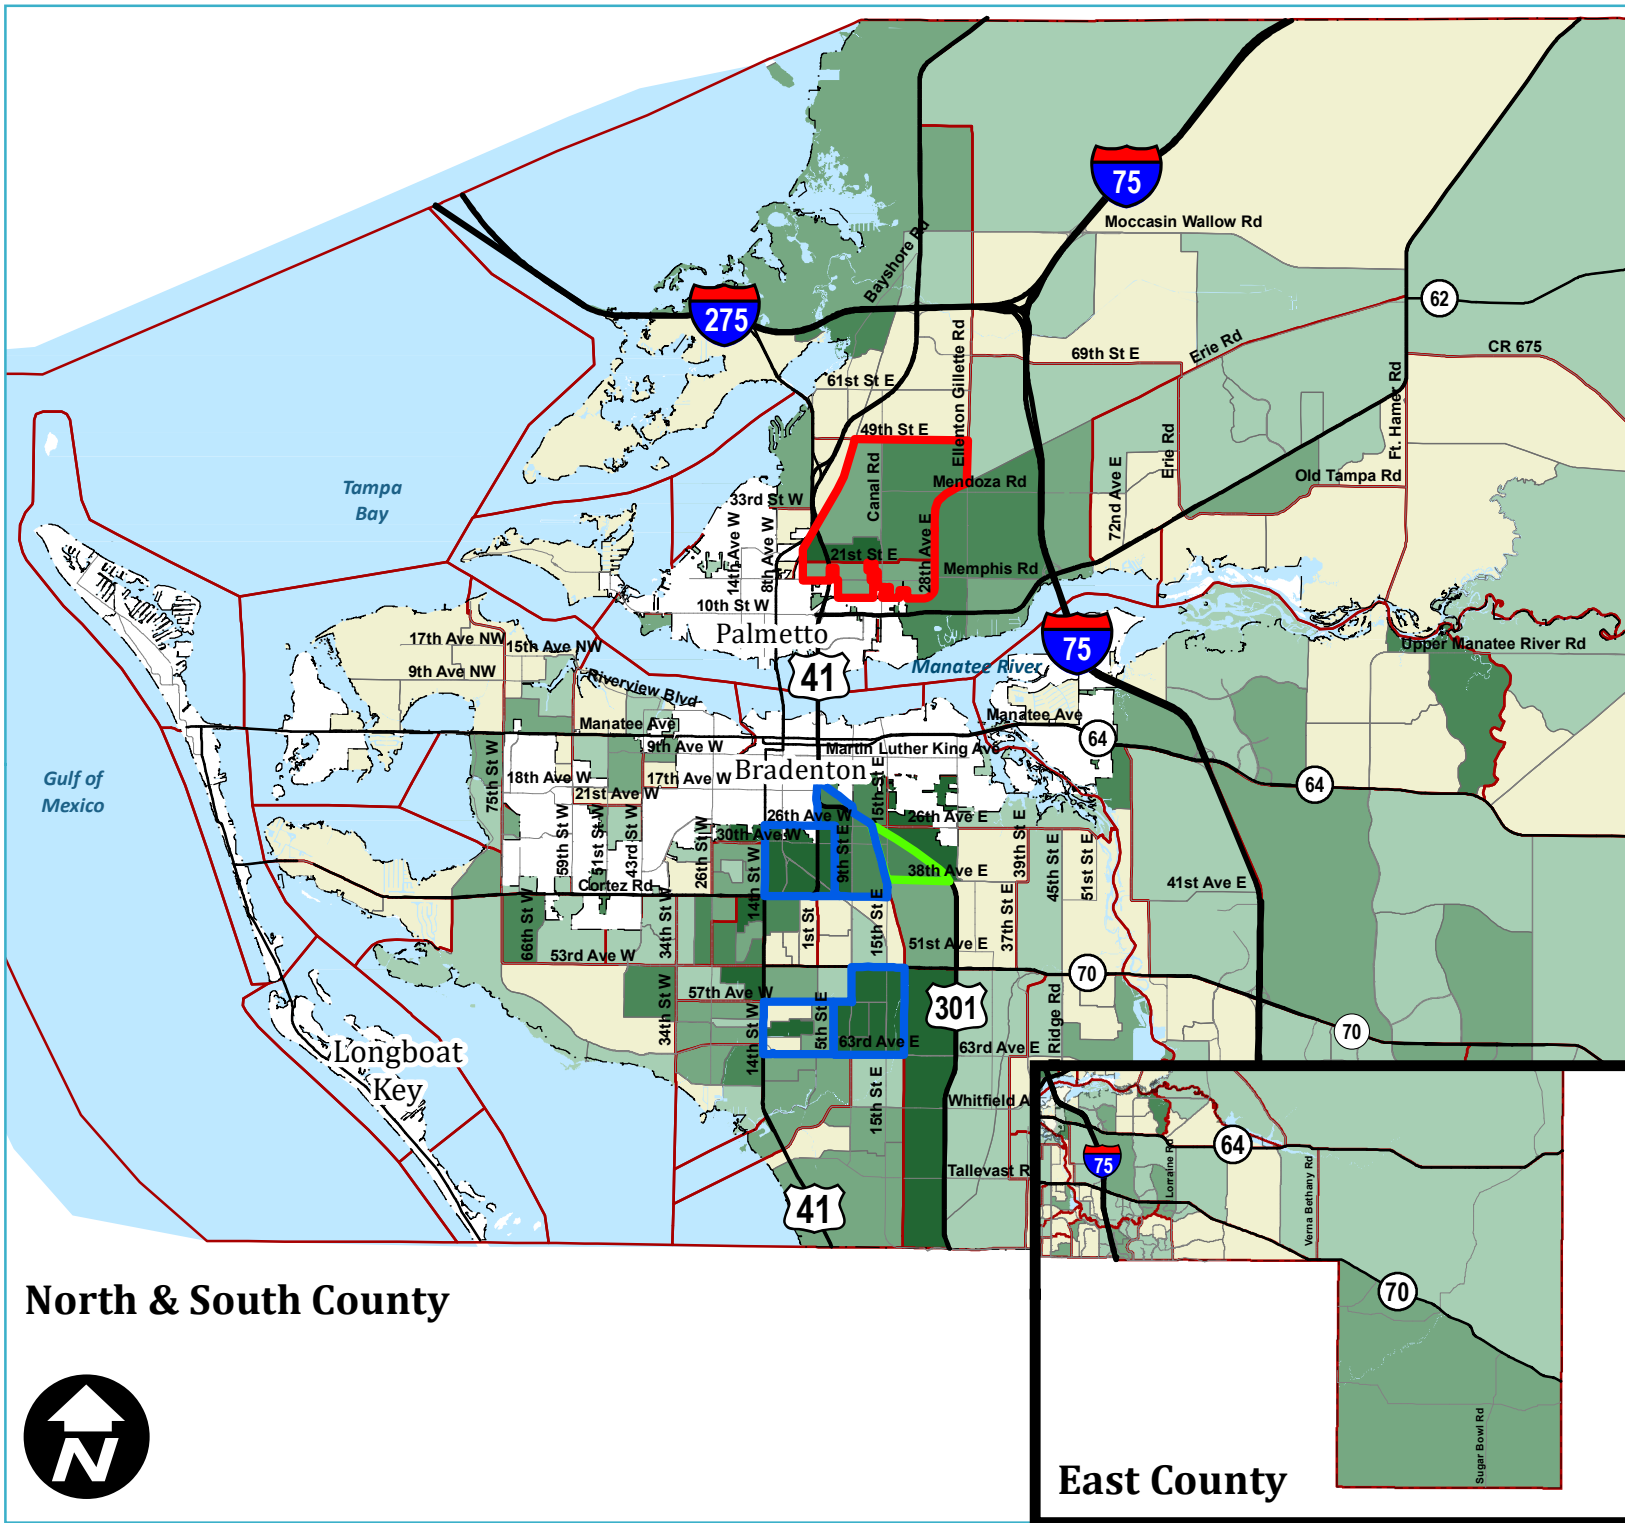 75
Moccasin Wallow Rd
Bayshore Rd
62
275
Ellenton Gillette Rd
69th St E
Erie Rd
CR 675
61st St E
Ft. Hamer Rd
49th St E
Canal Rd
Mendoza Rd
72nd Ave E
Erie Rd
Old Tampa Rd
Tampa
Bay
33rd St W
14th Ave W
8th Ave W
21st St E
28th Ave E
Memphis Rd
10th St W
Palmetto
75
17th Ave NW
15th Ave NW
9th Ave NW
Riverview Blvd
41
Manatee River
Upper Manatee River Rd
Manatee Ave
Manatee Ave
64
9th Ave W
Martin Luther King Ave
Gulf of
Mexico
75th St W
18th Ave W
17th Ave W
Bradenton
15th St E
64
21st Ave W
26th Ave W
26th Ave E
30th Ave W
59th St W
51st St W
43rd St W
26th St W
14th St W
9th St E
38th Ave E
39th St E
45th St E
51st St E
41st Ave E
Cortez Rd
66th St W
34th St W
1st St
15th St E
37th St E
53rd Ave W
51st Ave E
70
57th Ave W
34th St W
14th St W
5th St E
301
Ridge Rd
70
63rd Ave E
63rd Ave E
Longboat
Key
15th St E
Whitfield A
Tallevast R
41
75
64
Lorraine Rd
Verna Bethany Rd
70
Sugar Bowl Rd
North & South County
N
East County